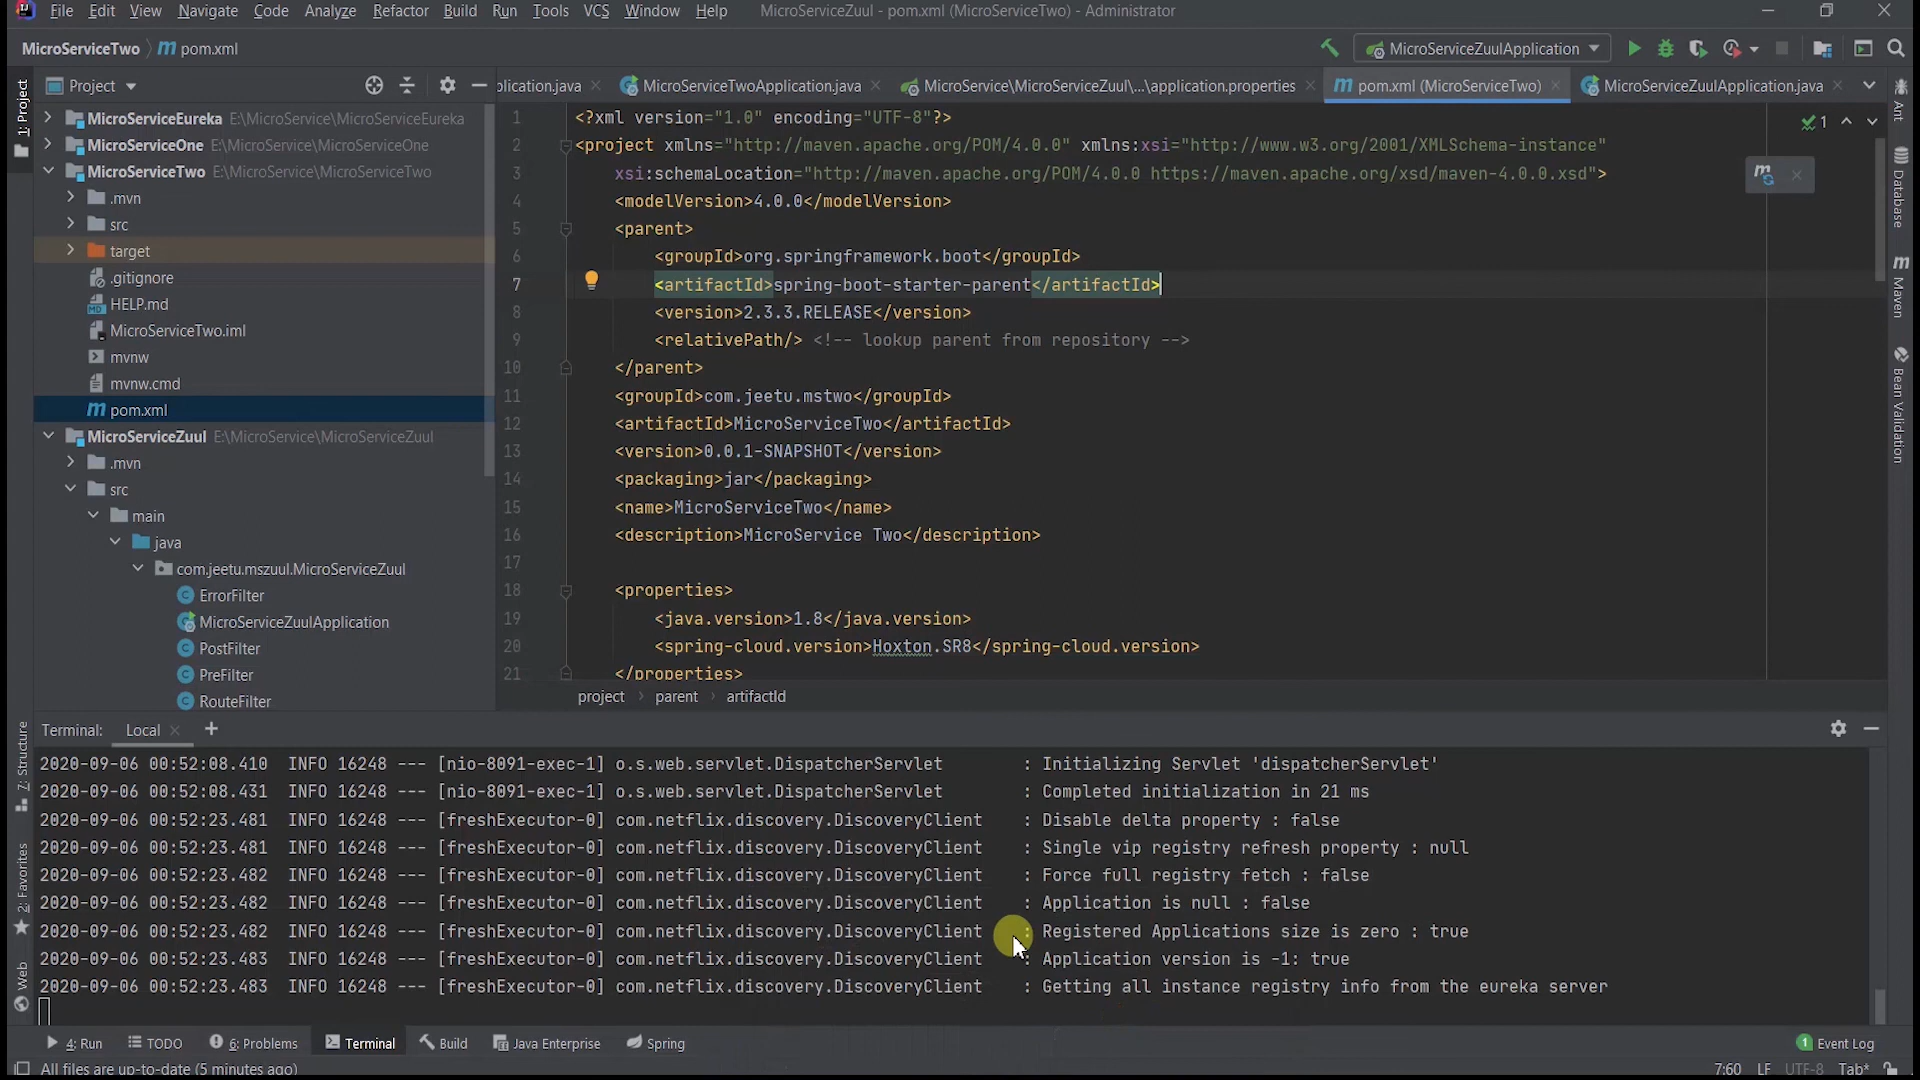 File Edit View Navigate Code Analyze Refactor Build Run Tools VCS Window Help MicroServiceZuul - pom.xml (MicroServiceTwo) - Administrator
MicroServiceTwo pom.xml
MicroServiceZuulApplication
Project
plication.java
MicroServiceTwoApplication.java
MicroService\MicroServiceZuul\...\application.properties
pom.xml (MicroServiceTwo)
MicroServiceZuulApplication.java
1: Project
MicroServiceEureka E:\MicroService\MicroServiceEureka
MicroServiceOne E:\MicroService\MicroServiceOne
MicroServiceTwo E:\MicroService\MicroServiceTwo
.mvn
src
target
.gitignore
HELP.md
MicroServiceTwo.iml
mvnw
mvnw.cmd
pom.xml
MicroServiceZuul E:\MicroService\MicroServiceZuul
.mvn
src
main
java
com.jeetu.mszuul.MicroServiceZuul
ErrorFilter
MicroServiceZuulApplication
PostFilter
PreFilter
RouteFilter
1 <?xml version="1.0" encoding="UTF-8"?>
2 <project xmlns="http://maven.apache.org/POM/4.0.0" xmlns:xsi="http://www.w3.org/2001/XMLSchema-instance"
3 xsi:schemaLocation="http://maven.apache.org/POM/4.0.0 https://maven.apache.org/xsd/maven-4.0.0.xsd">
4 <modelVersion>4.0.0</modelVersion>
5 <parent>
6 <groupId>org.springframework.boot</groupId>
7 <artifactId>spring-boot-starter-parent</artifactId>
8 <version>2.3.3.RELEASE</version>
9 <relativePath/> <!-- lookup parent from repository -->
10 </parent>
11 <groupId>com.jeetu.mstwo</groupId>
12 <artifactId>MicroServiceTwo</artifactId>
13 <version>0.0.1-SNAPSHOT</version>
14 <packaging>jar</packaging>
15 <name>MicroServiceTwo</name>
16 <description>MicroService Two</description>
17
18 <properties>
19 <java.version>1.8</java.version>
20 <spring-cloud.version>Hoxton.SR8</spring-cloud.version>
21 </properties>
1
Ant
Database
Maven
Bean Validation
project parent artifactId
7: Structure
2: Favorites
Web
Terminal: Local
2020-09-06 00:52:08.410 INFO 16248 --- [nio-8091-exec-1] o.s.web.servlet.DispatcherServlet : Initializing Servlet 'dispatcherServlet'
2020-09-06 00:52:08.431 INFO 16248 --- [nio-8091-exec-1] o.s.web.servlet.DispatcherServlet : Completed initialization in 21 ms
2020-09-06 00:52:23.481 INFO 16248 --- [freshExecutor-0] com.netflix.discovery.DiscoveryClient : Disable delta property : false
2020-09-06 00:52:23.481 INFO 16248 --- [freshExecutor-0] com.netflix.discovery.DiscoveryClient : Single vip registry refresh property : null
2020-09-06 00:52:23.482 INFO 16248 --- [freshExecutor-0] com.netflix.discovery.DiscoveryClient : Force full registry fetch : false
2020-09-06 00:52:23.482 INFO 16248 --- [freshExecutor-0] com.netflix.discovery.DiscoveryClient : Application is null : false
2020-09-06 00:52:23.482 INFO 16248 --- [freshExecutor-0] com.netflix.discovery.DiscoveryClient : Registered Applications size is zero : true
2020-09-06 00:52:23.483 INFO 16248 --- [freshExecutor-0] com.netflix.discovery.DiscoveryClient : Application version is -1: true
2020-09-06 00:52:23.483 INFO 16248 --- [freshExecutor-0] com.netflix.discovery.DiscoveryClient : Getting all instance registry info from the eureka server
4: Run TODO 6: Problems Terminal Build Java Enterprise Spring 1 Event Log
All files are up-to-date (5 minutes ago) 7:60 LF UTF-8 Tab*